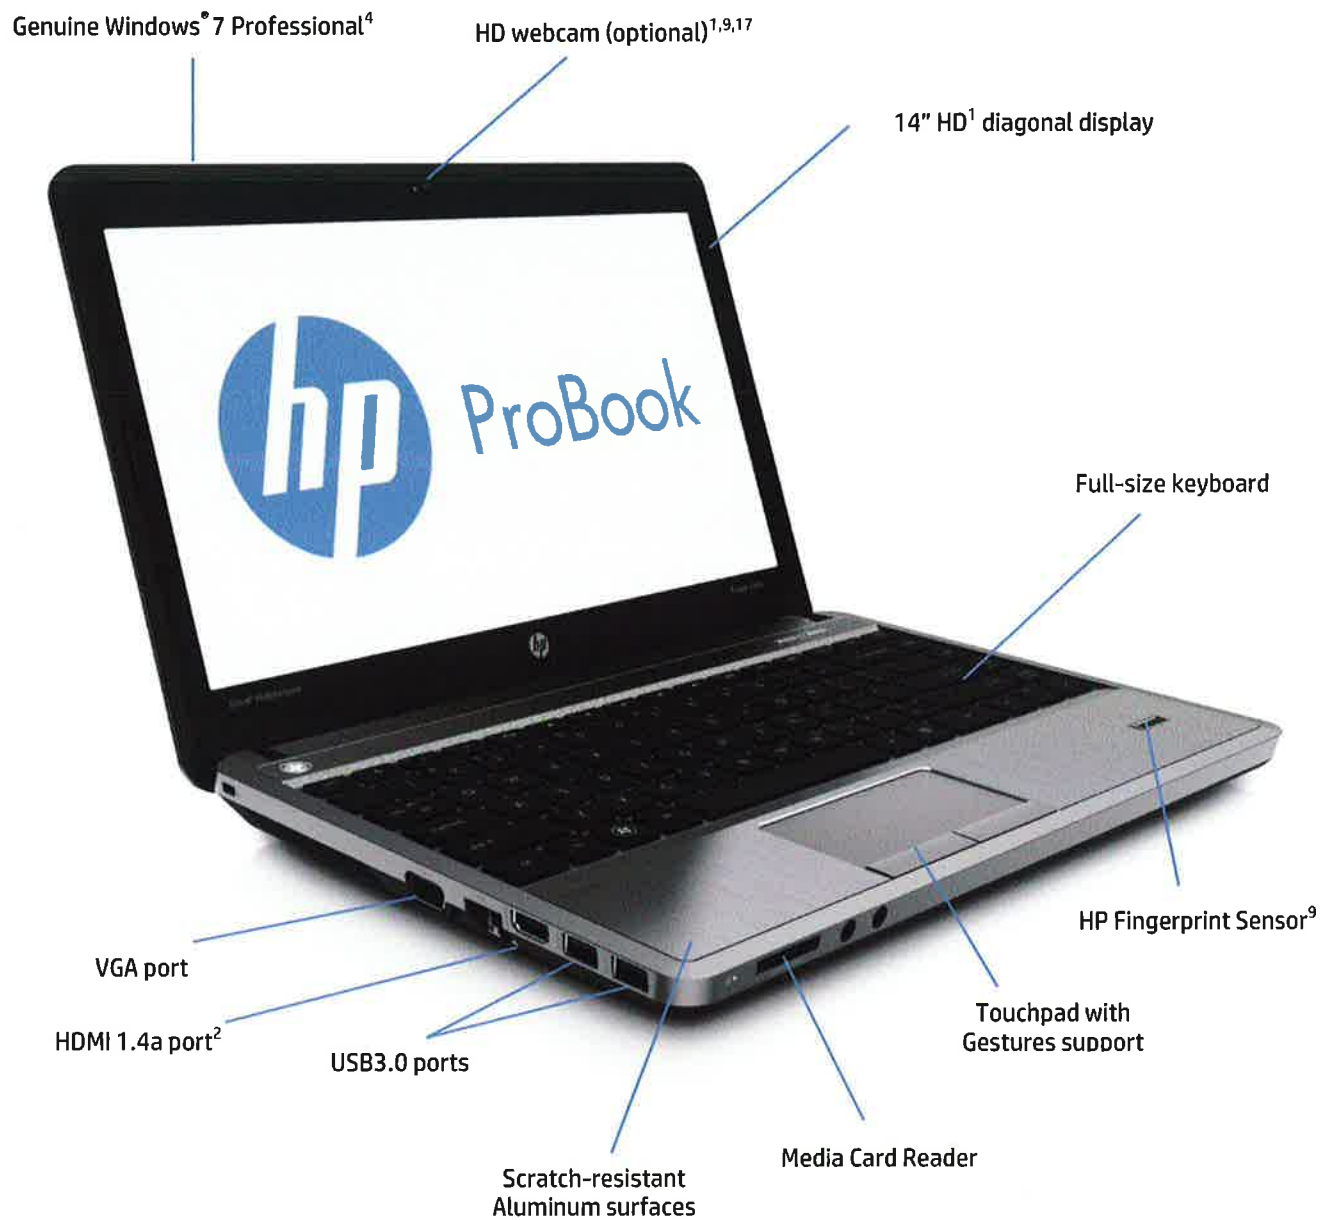 Genuine Windows® 7 Professional⁴
HD webcam (optional)¹,⁹,¹⁷
14" HD¹ diagonal display
hp
ProBook
Full-size keyboard
hp
HP Fingerprint Sensor⁹
VGA port
Touchpad with
Gestures support
HDMI 1.4a port²
USB3.0 ports
Media Card Reader
Scratch-resistant
Aluminum surfaces